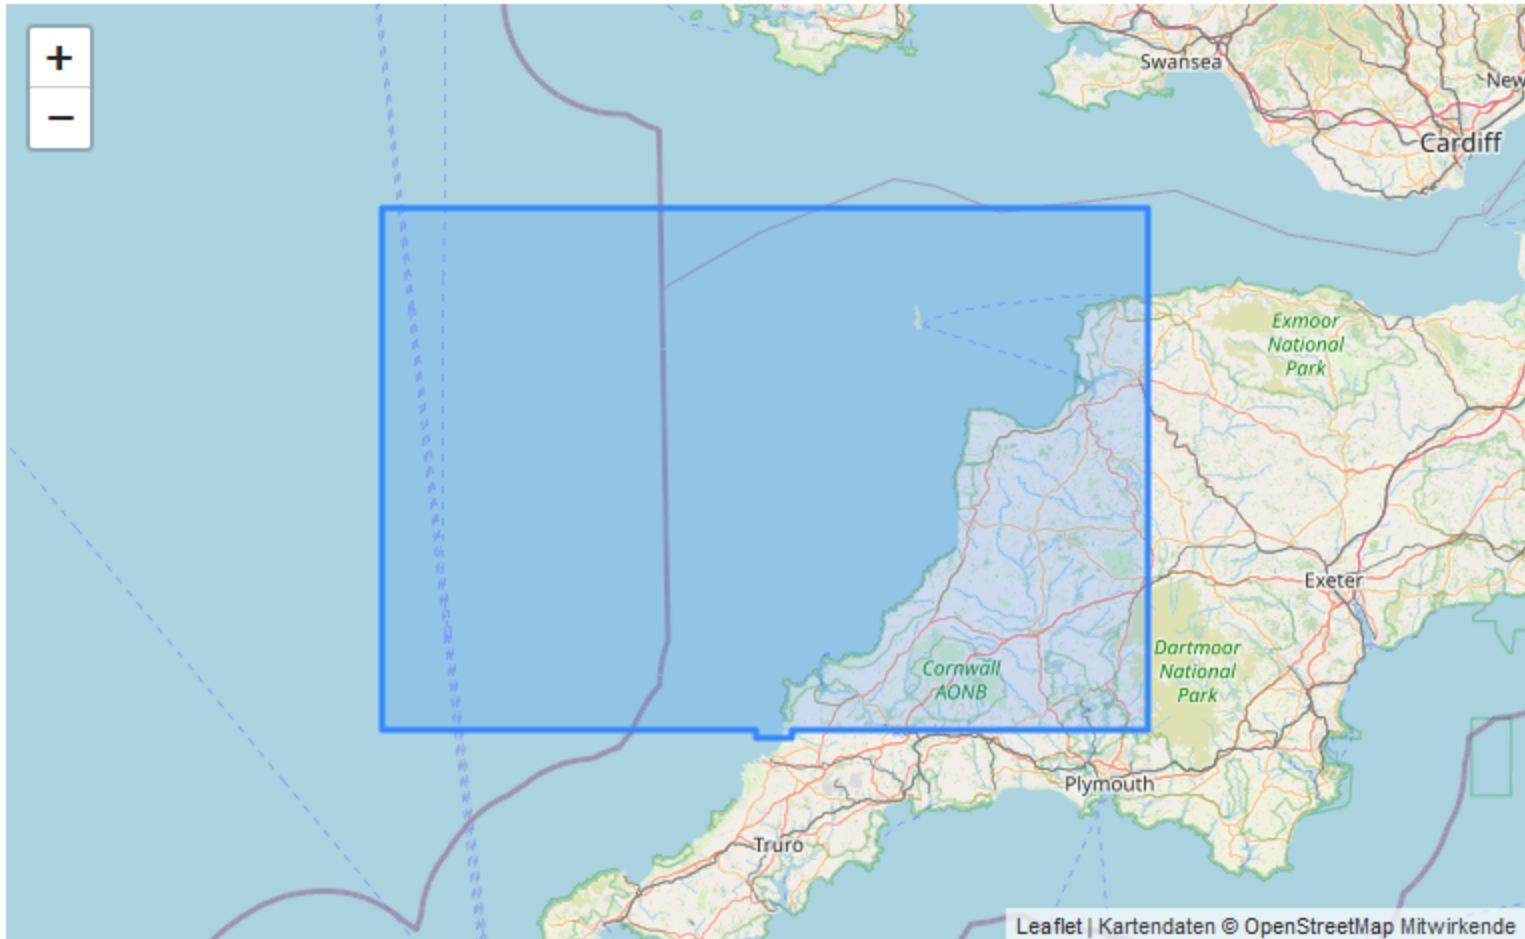 +
−
Swansea
New
Cardiff
Exmoor
National
Park
Exeter
Dartmoor
National
Park
Cornwall
AONB
Plymouth
Truro
Leaflet | Kartendaten © OpenStreetMap Mitwirkende